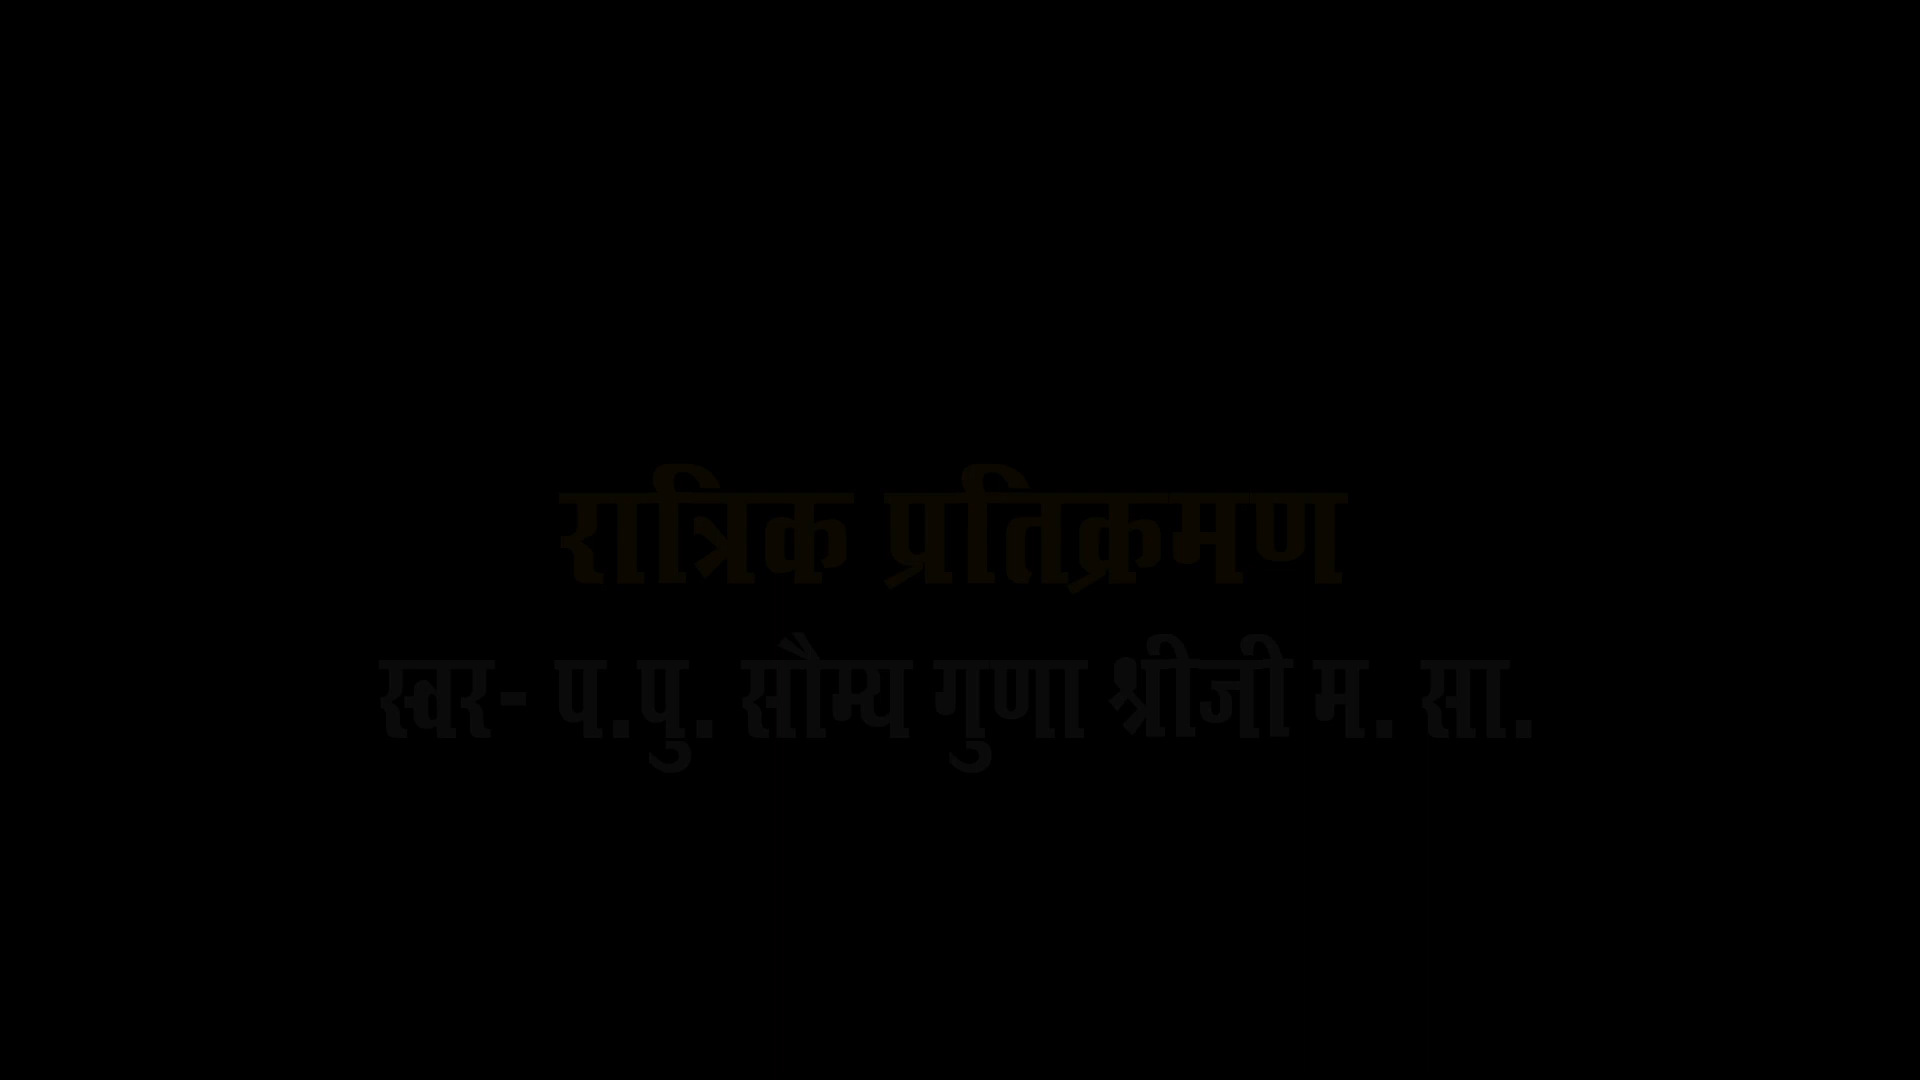 रात्रिक प्रतिक्रमण
स्वर- प.पु. सौम्य गुणा श्रीजी म. सा.